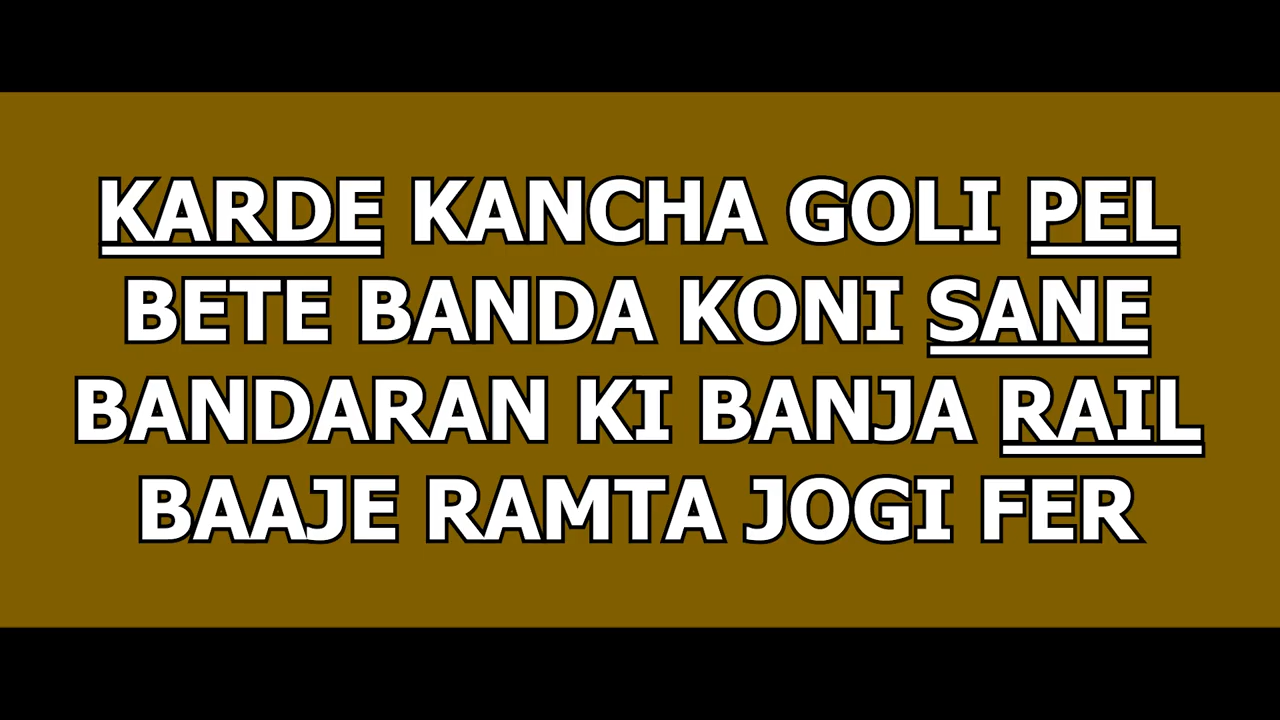 KARDE KANCHA GOLI PEL
BETE BANDA KONI SANE
BANDARAN KI BANJA RAIL
BAAJE RAMTA JOGI FER